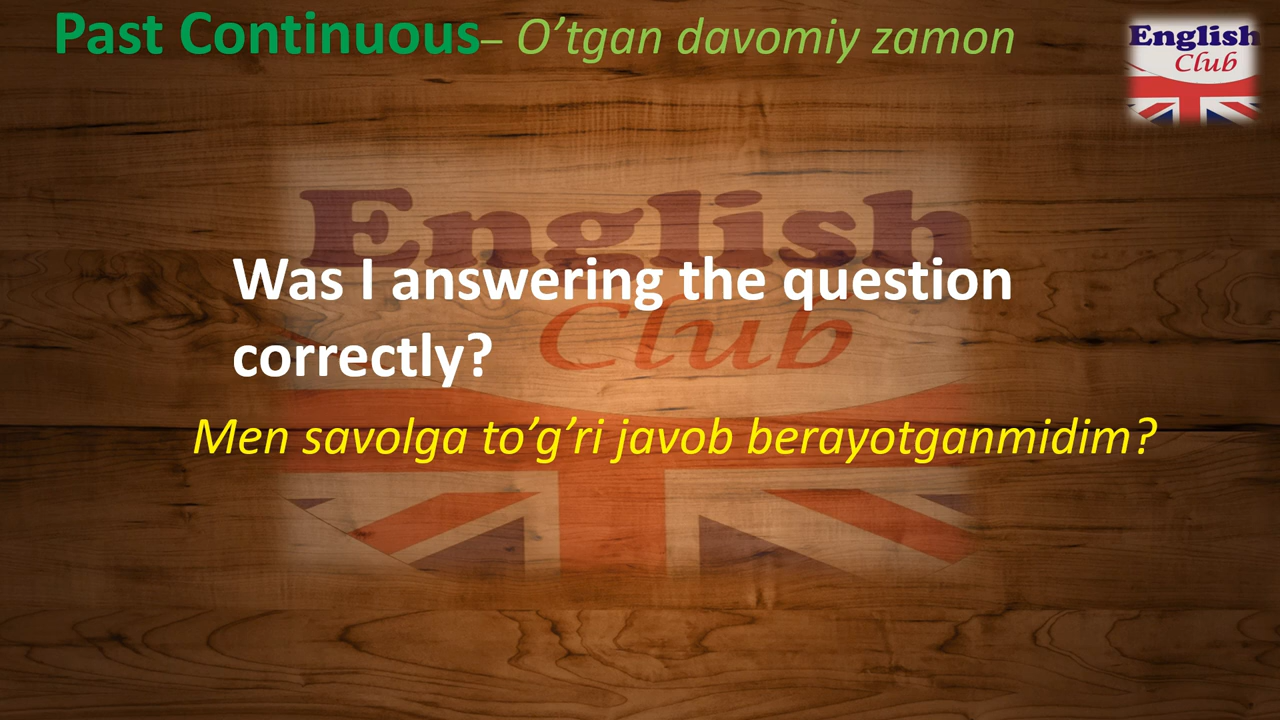 Past Continuous– O’tgan davomiy zamon
English
Club
English
Club
Was I answering the question
correctly?
Men savolga to’g’ri javob berayotganmidim?